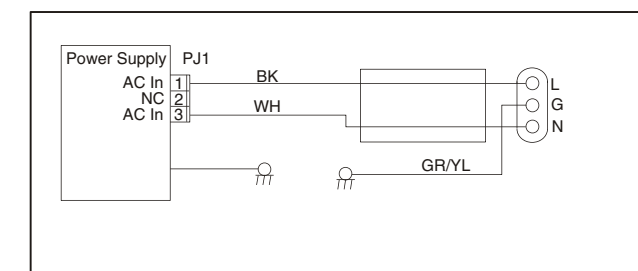 Power Supply PJ1
AC In 1 BK L
NC 2 G
AC In 3 WH N
GR/YL